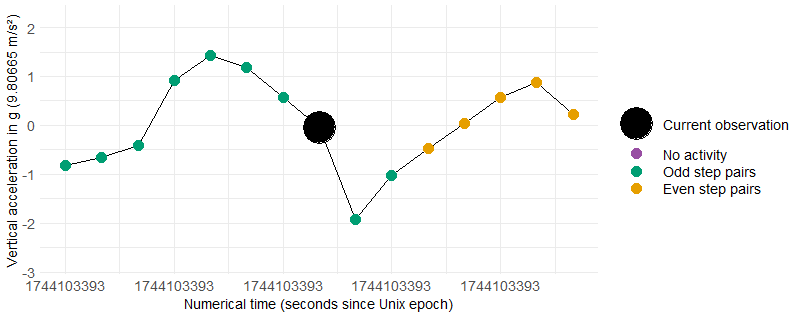 Vertical acceleration in g (9.80665 m/s²)
2
1
0
-1
-2
-3
1744103393 1744103393 1744103393 1744103393 1744103393
Numerical time (seconds since Unix epoch)
Current observation
No activity
Odd step pairs
Even step pairs